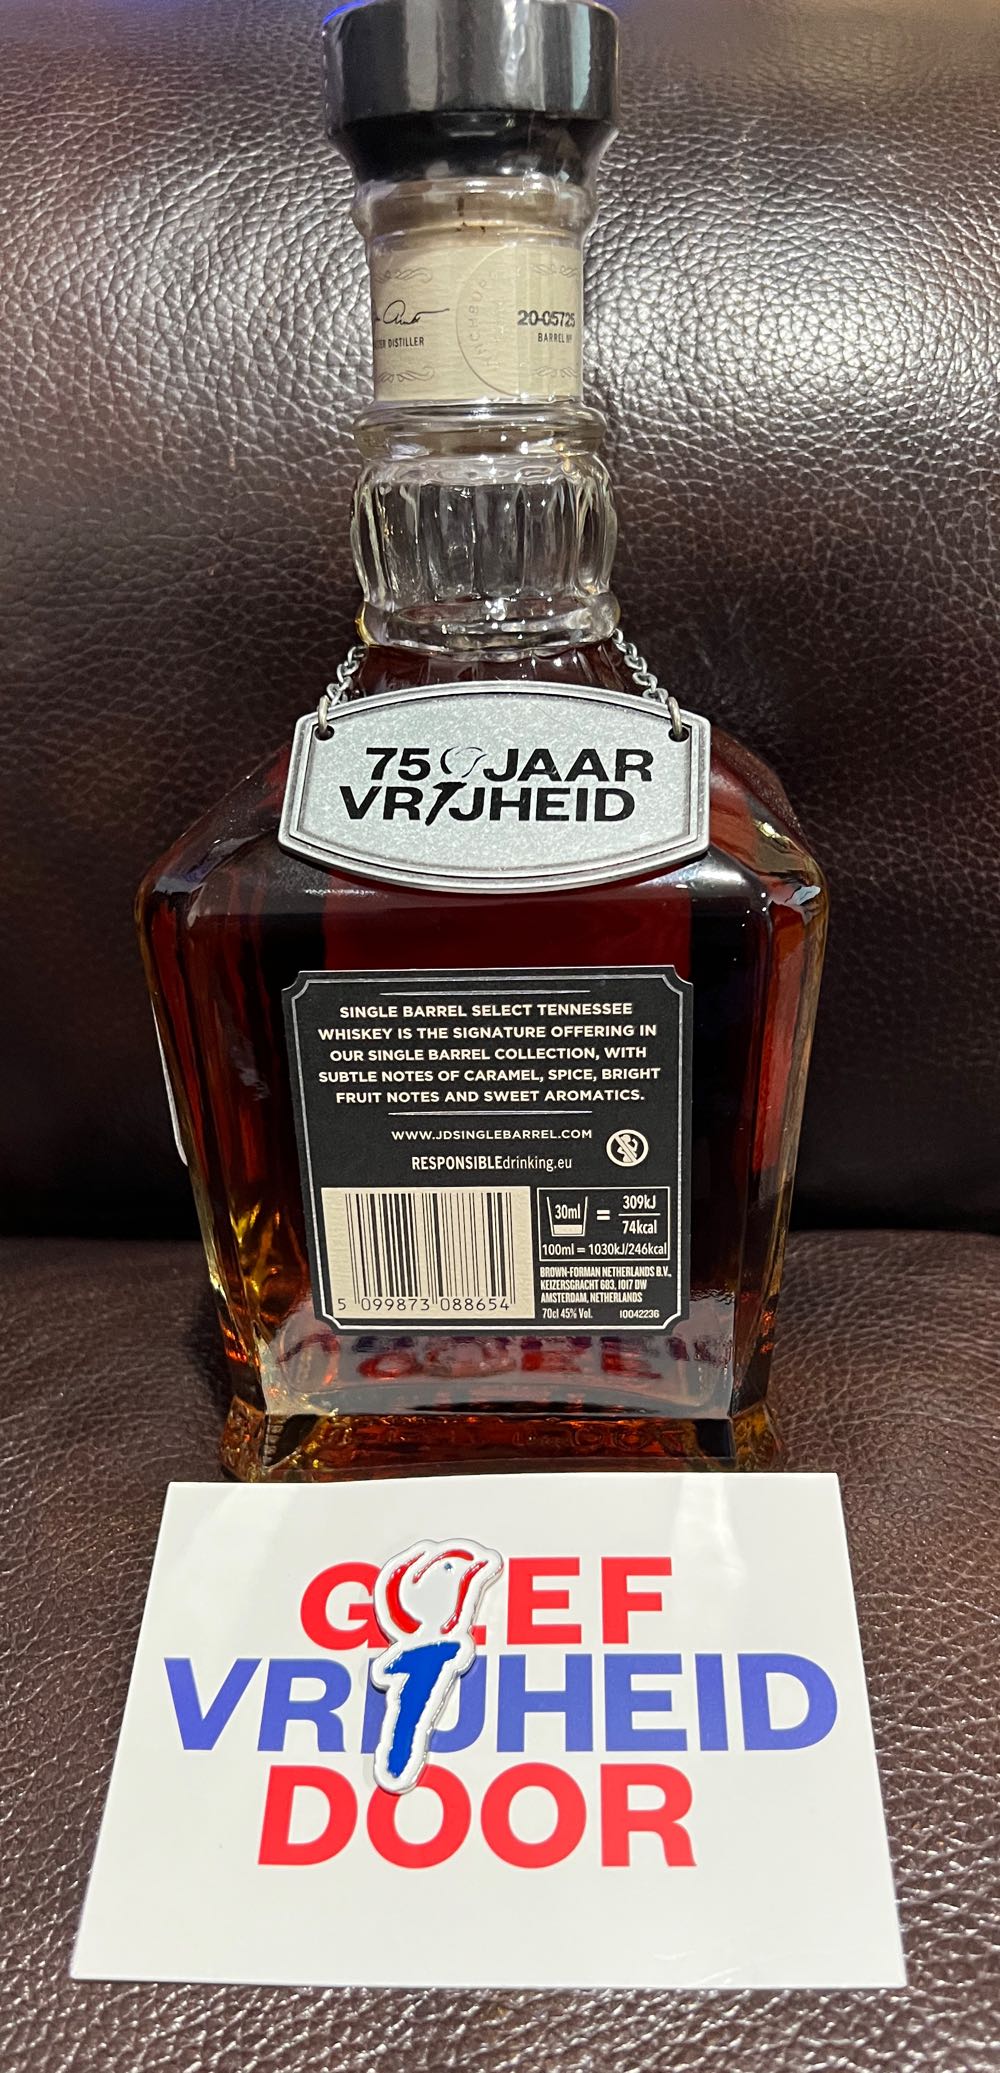 20-05725
TER DISTILLER
BARREL Nº
75 JAAR
VRIJHEID
SINGLE BARREL SELECT TENNESSEE
WHISKEY IS THE SIGNATURE OFFERING IN
OUR SINGLE BARREL COLLECTION, WITH
SUBTLE NOTES OF CARAMEL, SPICE, BRIGHT
FRUIT NOTES AND SWEET AROMATICS.
WWW.JDSINGLEBARREL.COM
RESPONSIBLEdrinking.eu
30ml = 309kJ
74kcal
100ml = 1030kJ/246kcal
BROWN-FORMAN NETHERLANDS B.V.,
KEIZERSGRACHT 603, 1017 DW
AMSTERDAM, NETHERLANDS
70cl 45% Vol. 10042236
5 099873 088654
GEEF
VRIJHEID
DOOR